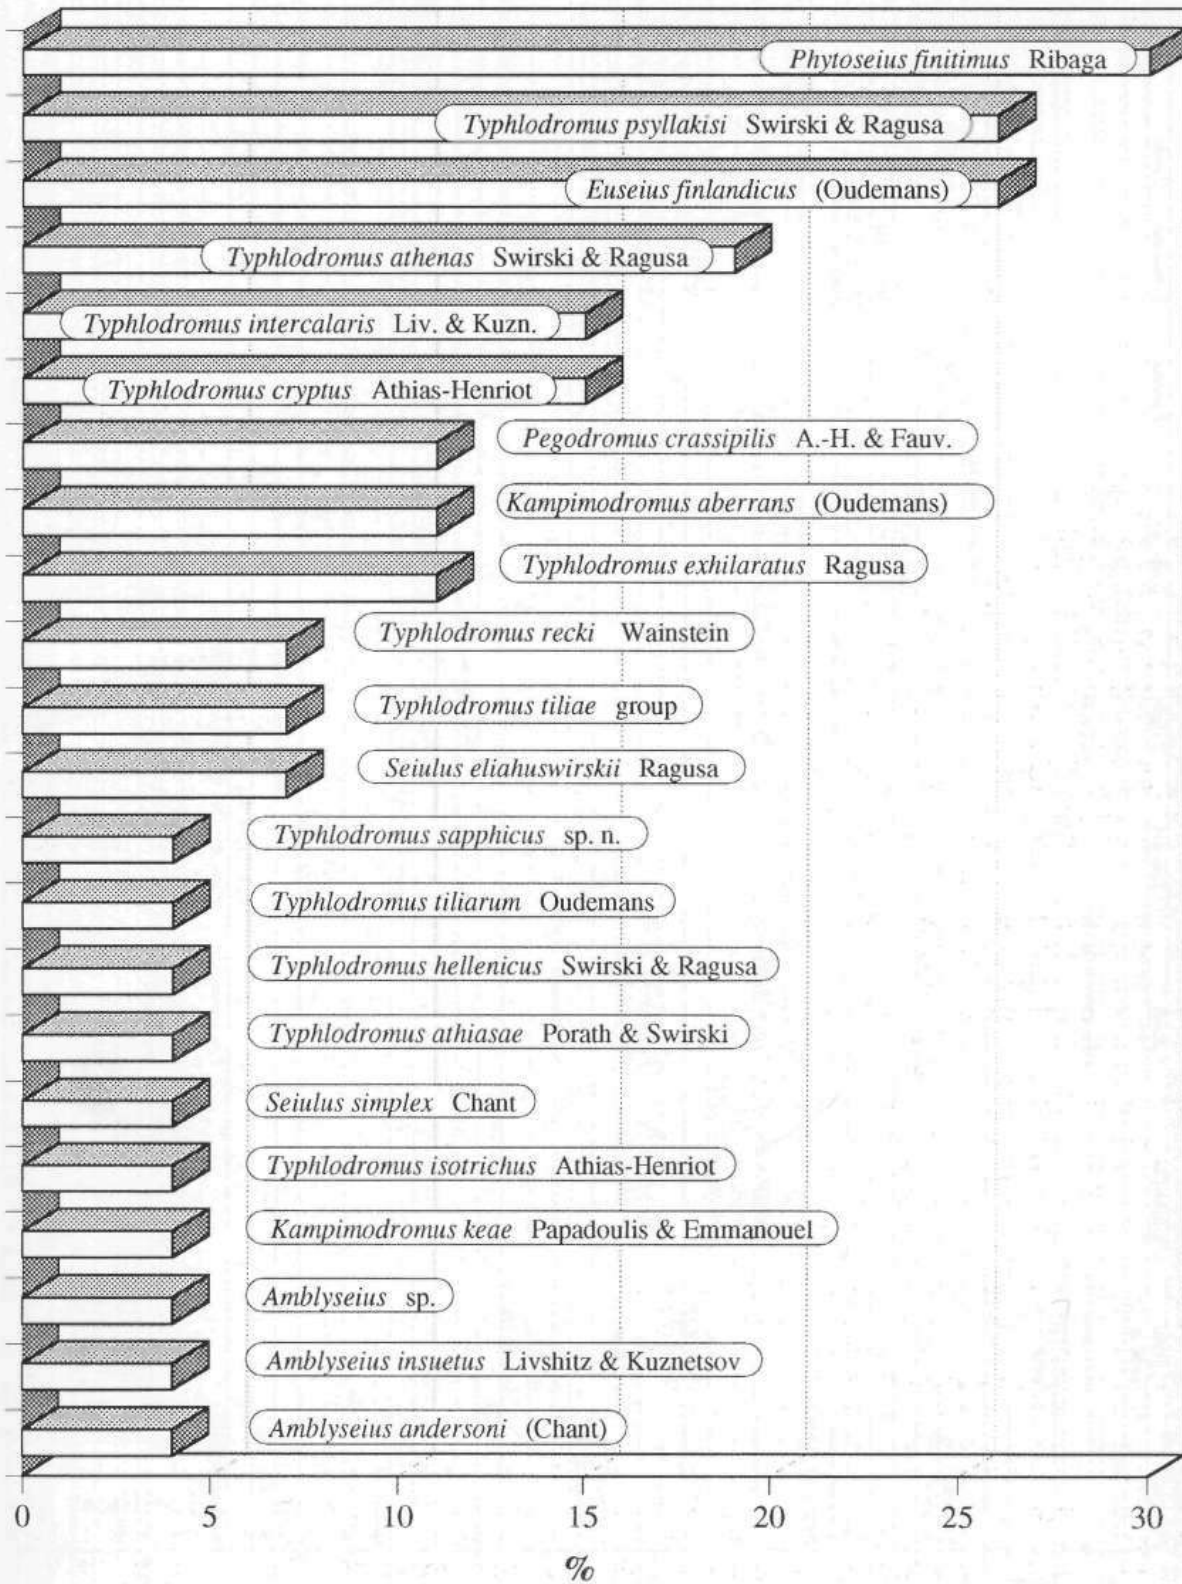 Phytoseius finitimus Ribaga
Typhlodromus psyllakisi Swirski & Ragusa
Euseius finlandicus (Oudemans)
Typhlodromus athenas Swirski & Ragusa
Typhlodromus intercalaris Liv. & Kuzn.
Typhlodromus cryptus Athias-Henriot
Pegodromus crassipilis A.-H. & Fauv.
Kampimodromus aberrans (Oudemans)
Typhlodromus exhilaratus Ragusa
Typhlodromus recki Wainstein
Typhlodromus tiliae group
Seiulus eliahuswirskii Ragusa
Typhlodromus sapphicus sp. n.
Typhlodromus tiliarum Oudemans
Typhlodromus hellenicus Swirski & Ragusa
Typhlodromus athiasae Porath & Swirski
Seiulus simplex Chant
Typhlodromus isotrichus Athias-Henriot
Kampimodromus keae Papadoulis & Emmanouel
Amblyseius sp.
Amblyseius insuetus Livshitz & Kuznetsov
Amblyseius andersoni (Chant)
0 5 10 15 20 25 30
%